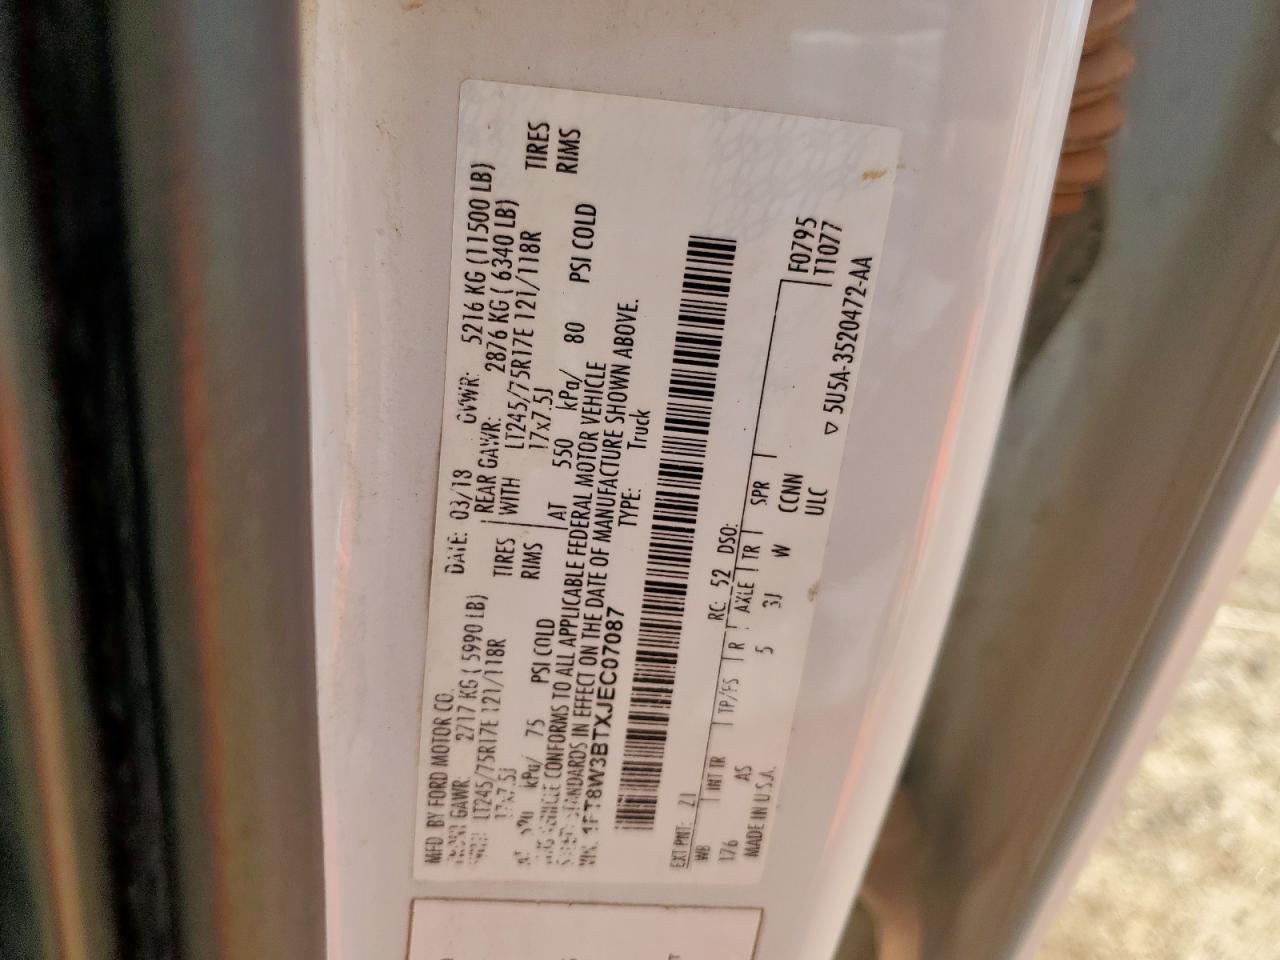 MFD. BY FORD MOTOR CO.
DATE: 03/18 GVWR: 5216 KG (11500 LB)
GAWR: 2717 KG ( 5990 LB) REAR GAWR: 2876 KG ( 6340 LB)
LT245/75R17E 121/118R TIRES WITH LT245/75R17E 121/118R TIRES
17x7.5J RIMS 17x7.5J RIMS
kPa/ 75 PSI COLD AT 550 kPa/ 80 PSI COLD
VEHICLE CONFORMS TO ALL APPLICABLE FEDERAL MOTOR VEHICLE
STANDARDS IN EFFECT ON THE DATE OF MANUFACTURE SHOWN ABOVE.
1FT8W3BTXJEC07087 TYPE: Truck
EXT PNT: Z1 RC: 52 DSO:
WB INT TR TP/PS R AXLE TR SPR F0795
176 AS 5 3J W CCNN T1077
MADE IN U.S.A. ULC ▽ 5U5A-3520472-AA